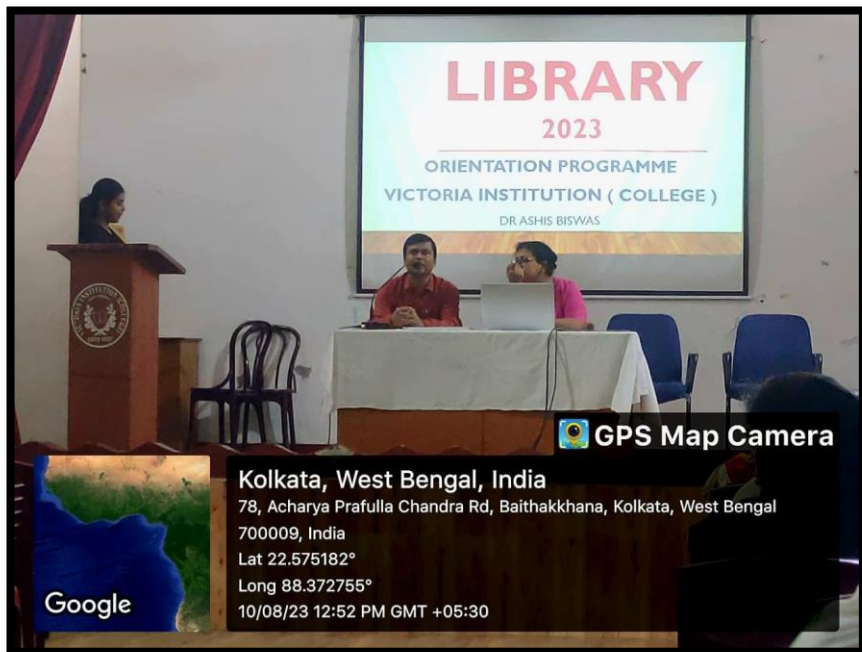 LIBRARY
2023
ORIENTATION PROGRAMME
VICTORIA INSTITUTION ( COLLEGE )
DR ASHIS BISWAS
GPS Map Camera
Kolkata, West Bengal, India
78, Acharya Prafulla Chandra Rd, Baithakkhana, Kolkata, West Bengal
700009, India
Lat 22.575182°
Long 88.372755°
10/08/23 12:52 PM GMT +05:30
Google